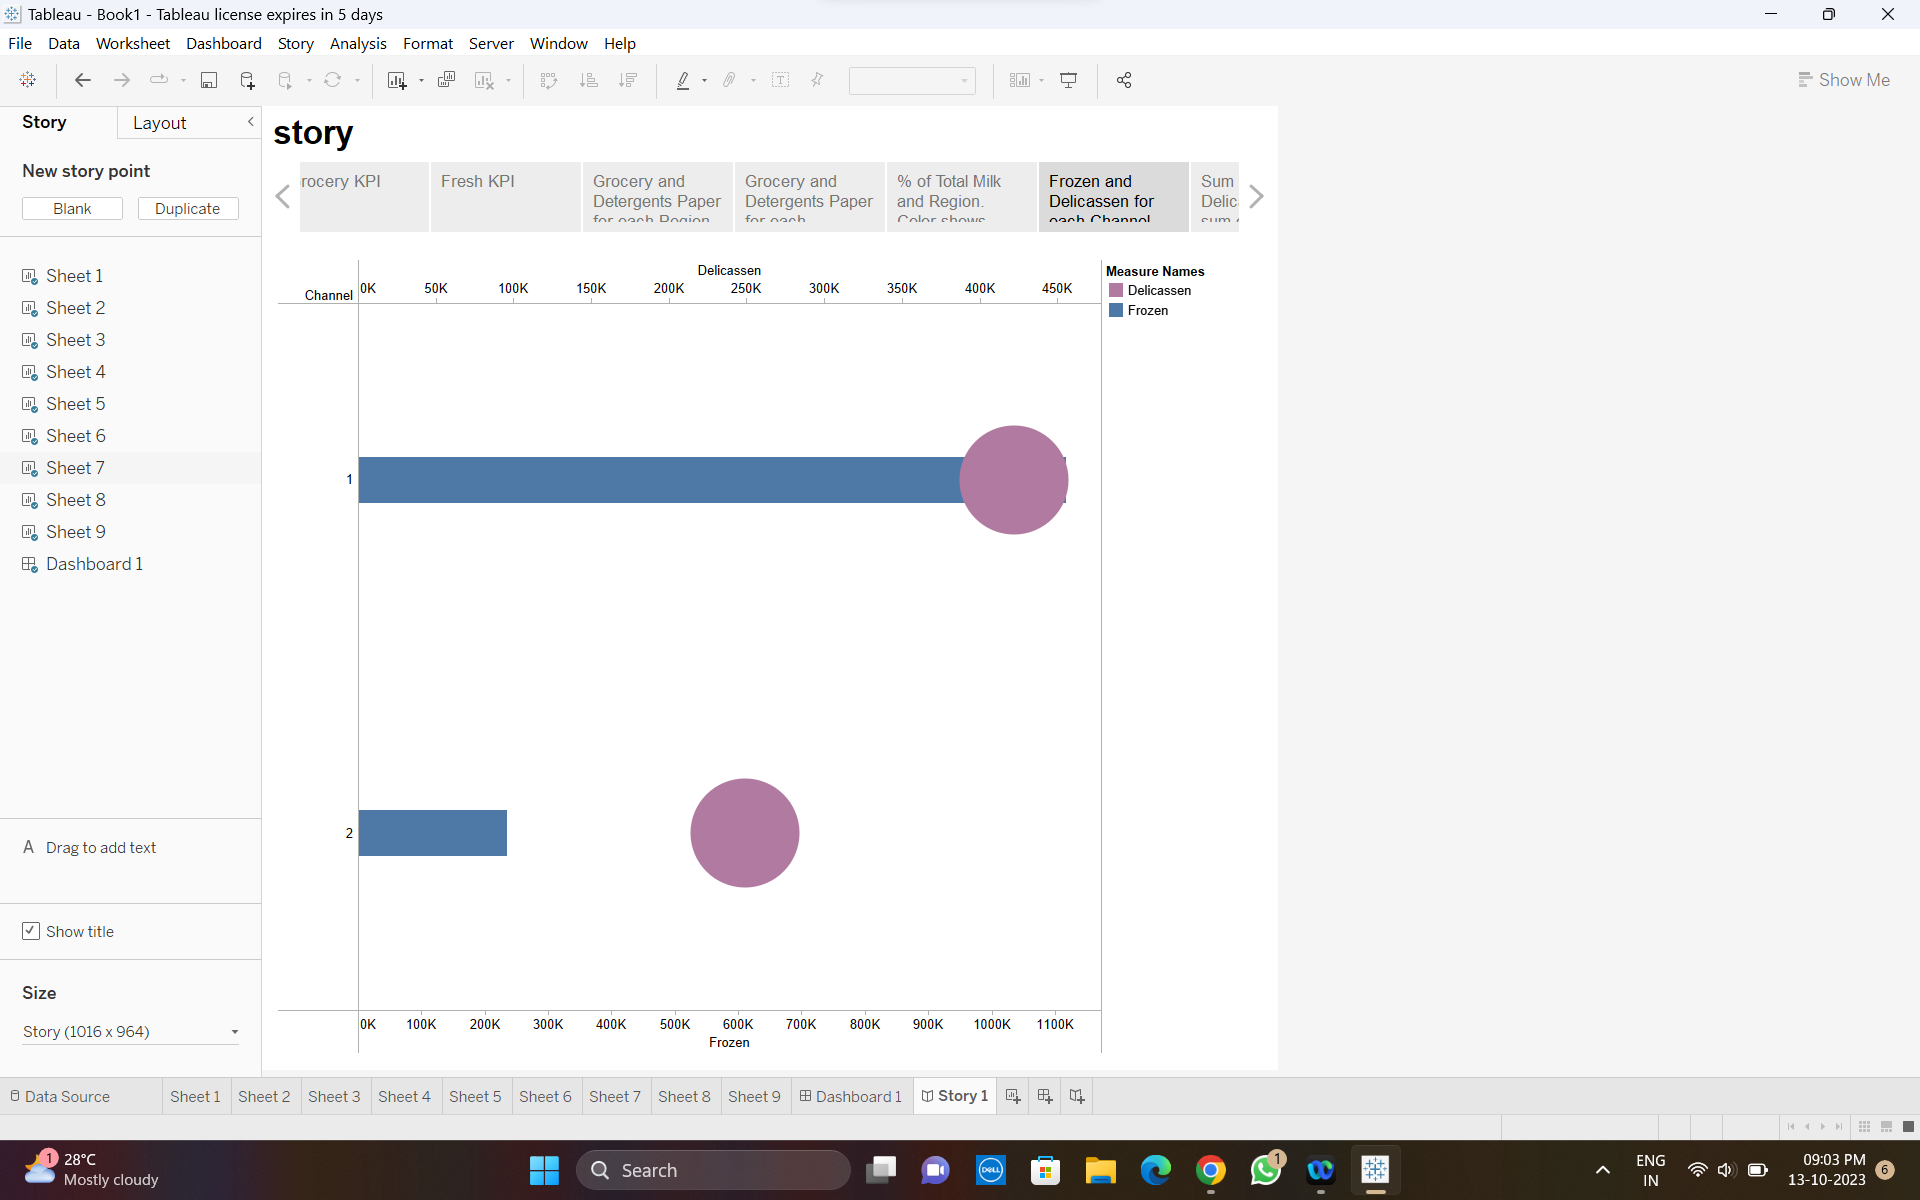 Tableau - Book1 - Tableau license expires in 5 days
File Data Worksheet Dashboard Story Analysis Format Server Window Help
Show Me
Story Layout
New story point
Blank Duplicate
Sheet 1
Sheet 2
Sheet 3
Sheet 4
Sheet 5
Sheet 6
Sheet 7
Sheet 8
Sheet 9
Dashboard 1
A Drag to add text
Show title
Size
Story (1016 x 964)
story
rocery KPI
Fresh KPI
Grocery and
Detergents Paper
for each Region
Grocery and
Detergents Paper
for each
% of Total Milk
and Region.
Color shows
Frozen and
Delicassen for
each Channel
Sum
Delic
sum
Delicassen
Channel
0K 50K 100K 150K 200K 250K 300K 350K 400K 450K
1
2
0K 100K 200K 300K 400K 500K 600K 700K 800K 900K 1000K 1100K
Frozen
Measure Names
Delicassen
Frozen
Data Source Sheet 1 Sheet 2 Sheet 3 Sheet 4 Sheet 5 Sheet 6 Sheet 7 Sheet 8 Sheet 9 Dashboard 1 Story 1
1
28°C
Mostly cloudy
Search
DELL
1
ENG
IN
09:03 PM
13-10-2023
6